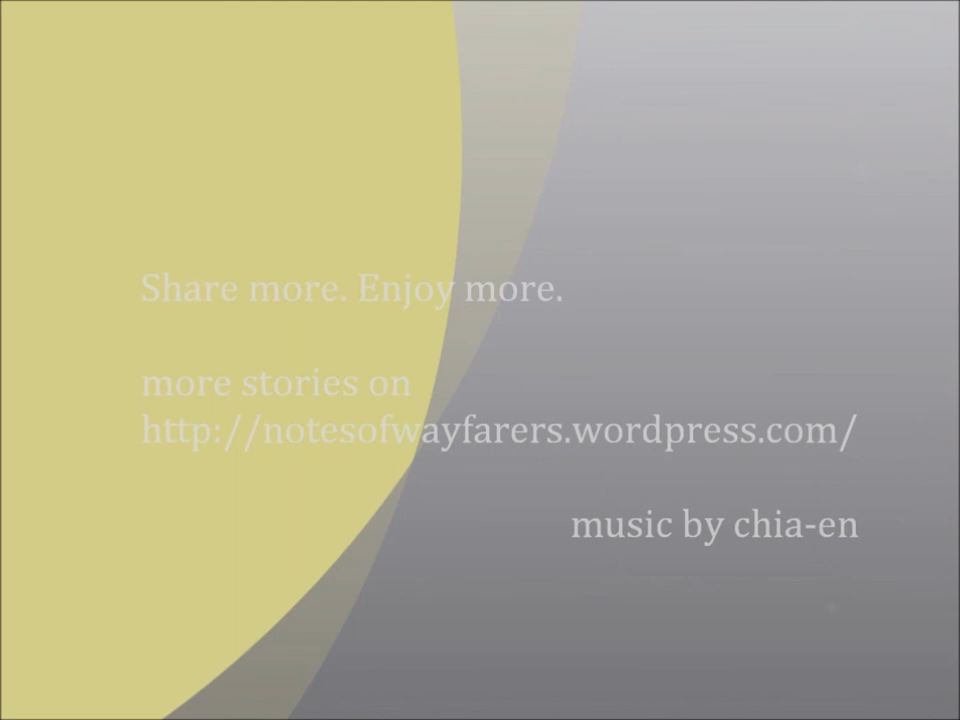 Share more. Enjoy more.
more stories on
http://notesofwayfarers.wordpress.com/
music by chia-en